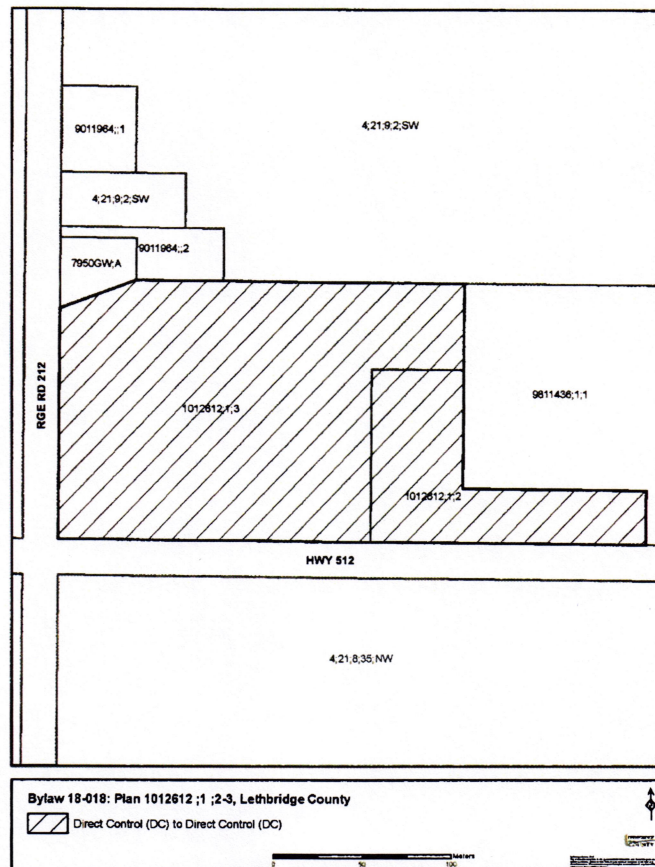 9011964;;1
4;21;9;2;SW
4;21;9;2;SW
9011964;;2
7950GW;A
RGE RD 212
1012612;1;3
9811436;1;1
1012612;1;2
HWY 512
4;21;8;35;NW
Bylaw 18-018: Plan 1012612 ;1 ;2-3, Lethbridge County
Direct Control (DC) to Direct Control (DC)
Meters
0 50 100